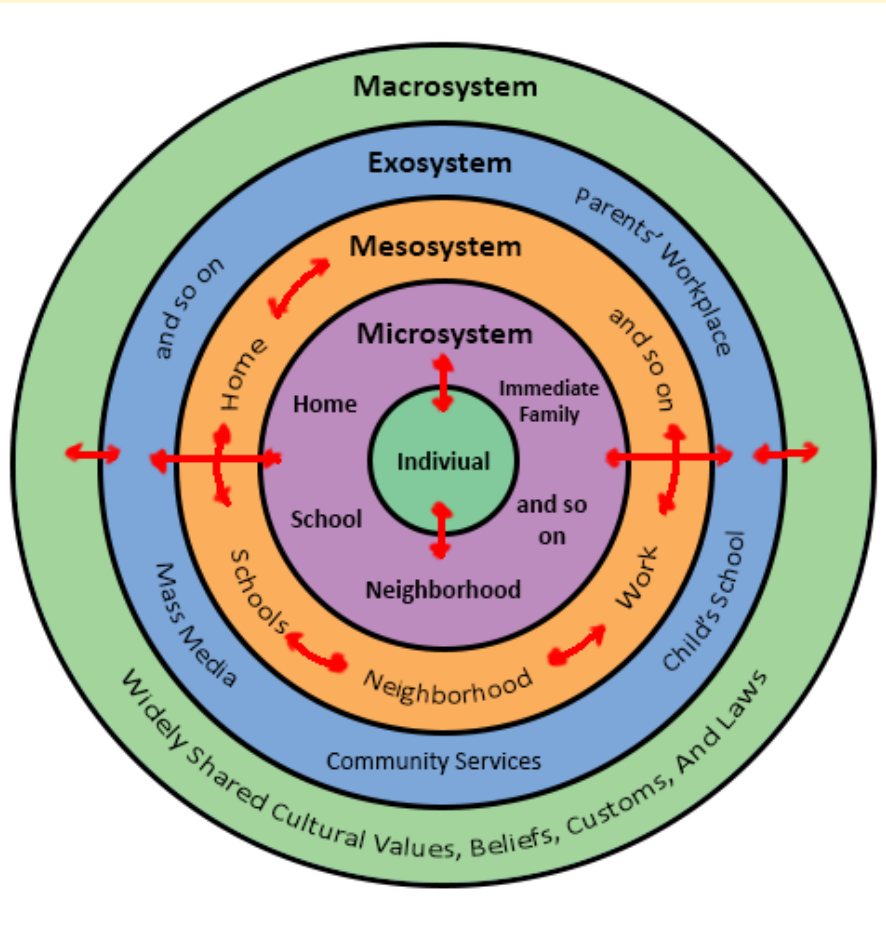 Macrosystem
Exosystem
Parents' Workplace
and so on
Mesosystem
and so on
Home
Microsystem
Home
Immediate
Family
Indiviual
School
and so
on
Neighborhood
Schools
Work
Neighborhood
Mass Media
Child's School
Community Services
Widely Shared Cultural Values, Beliefs, Customs, And Laws